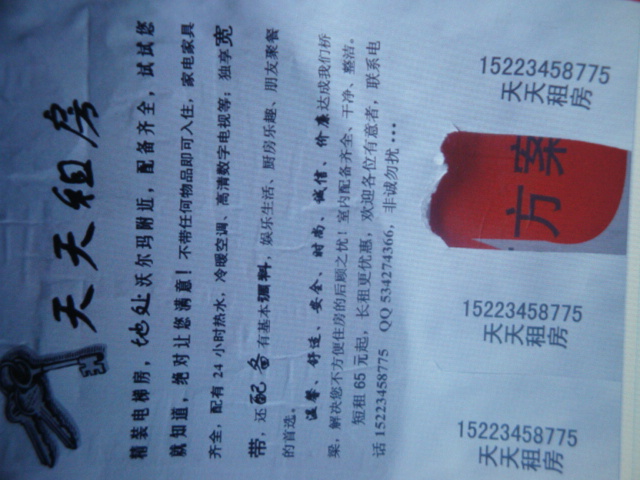 天天租房
精装电梯房，地处沃尔玛附近，配备齐全，试试您
就知道，绝对让您满意！不带任何物品即可入住，家电家具
齐全，配有 24 小时热水，冷暖空调、高清数字电视等；独享宽
带，还配备有基本调料，娱乐生活、厨房乐趣、朋友聚餐
的首选。
温馨、舒适、安全、时尚、诚信、价廉达成我们桥
梁，解决您不方便住房的后顾之忧！室内配备齐全、干净、整洁。
短租 65 元起，长租更优惠，欢迎各位有意者，联系电
话 15223458775 QQ 534274366，非诚勿扰···
15223458775
天天租房
15223458775
天天租房
方案
15223458775
天天租房